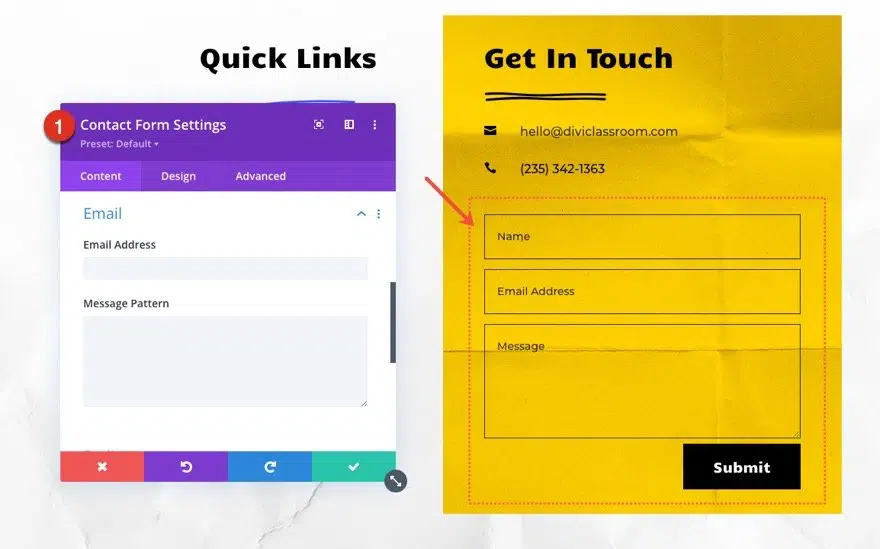 Quick Links
Get In Touch
1
Contact Form Settings
Preset: Default
Content Design Advanced
Email
Email Address
Message Pattern
hello@diviclassroom.com
(235) 342-1363
Name
Email Address
Message
Submit